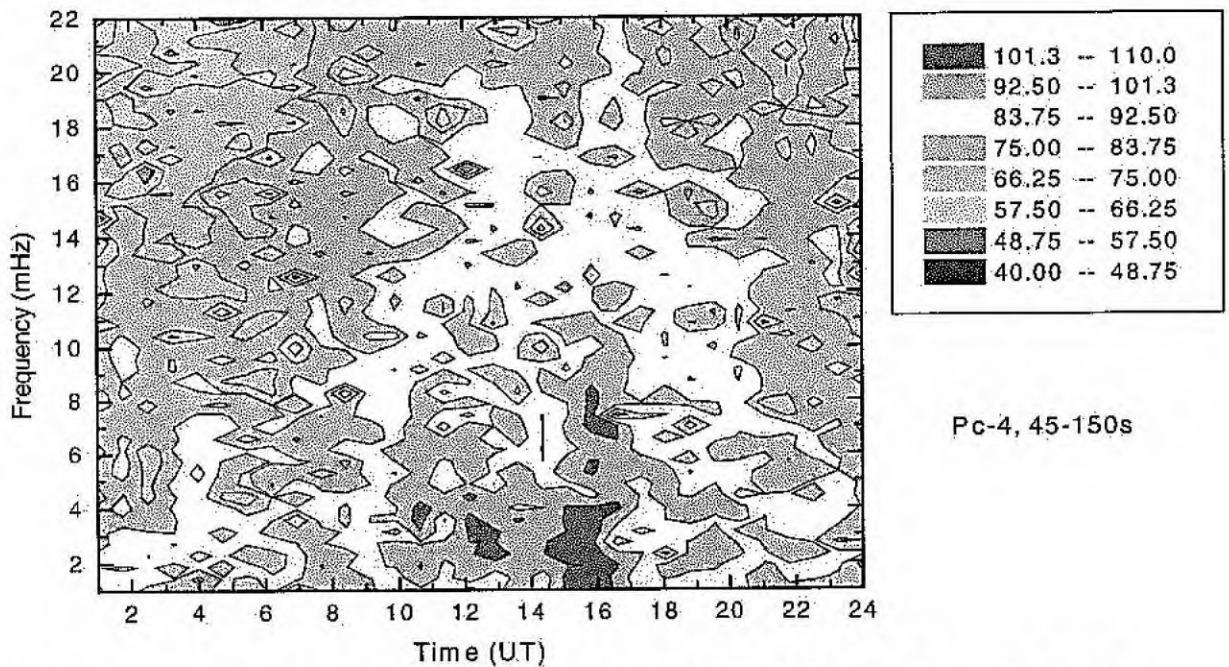 22
20
18
16
14
12
10
8
6
4
2
Frequency (mHz)
2 4 6 8 10 12 14 16 18 20 22 24
Time (UT)
101.3 -- 110.0
92.50 -- 101.3
83.75 -- 92.50
75.00 -- 83.75
66.25 -- 75.00
57.50 -- 66.25
48.75 -- 57.50
40.00 -- 48.75
Pc-4, 45-150s